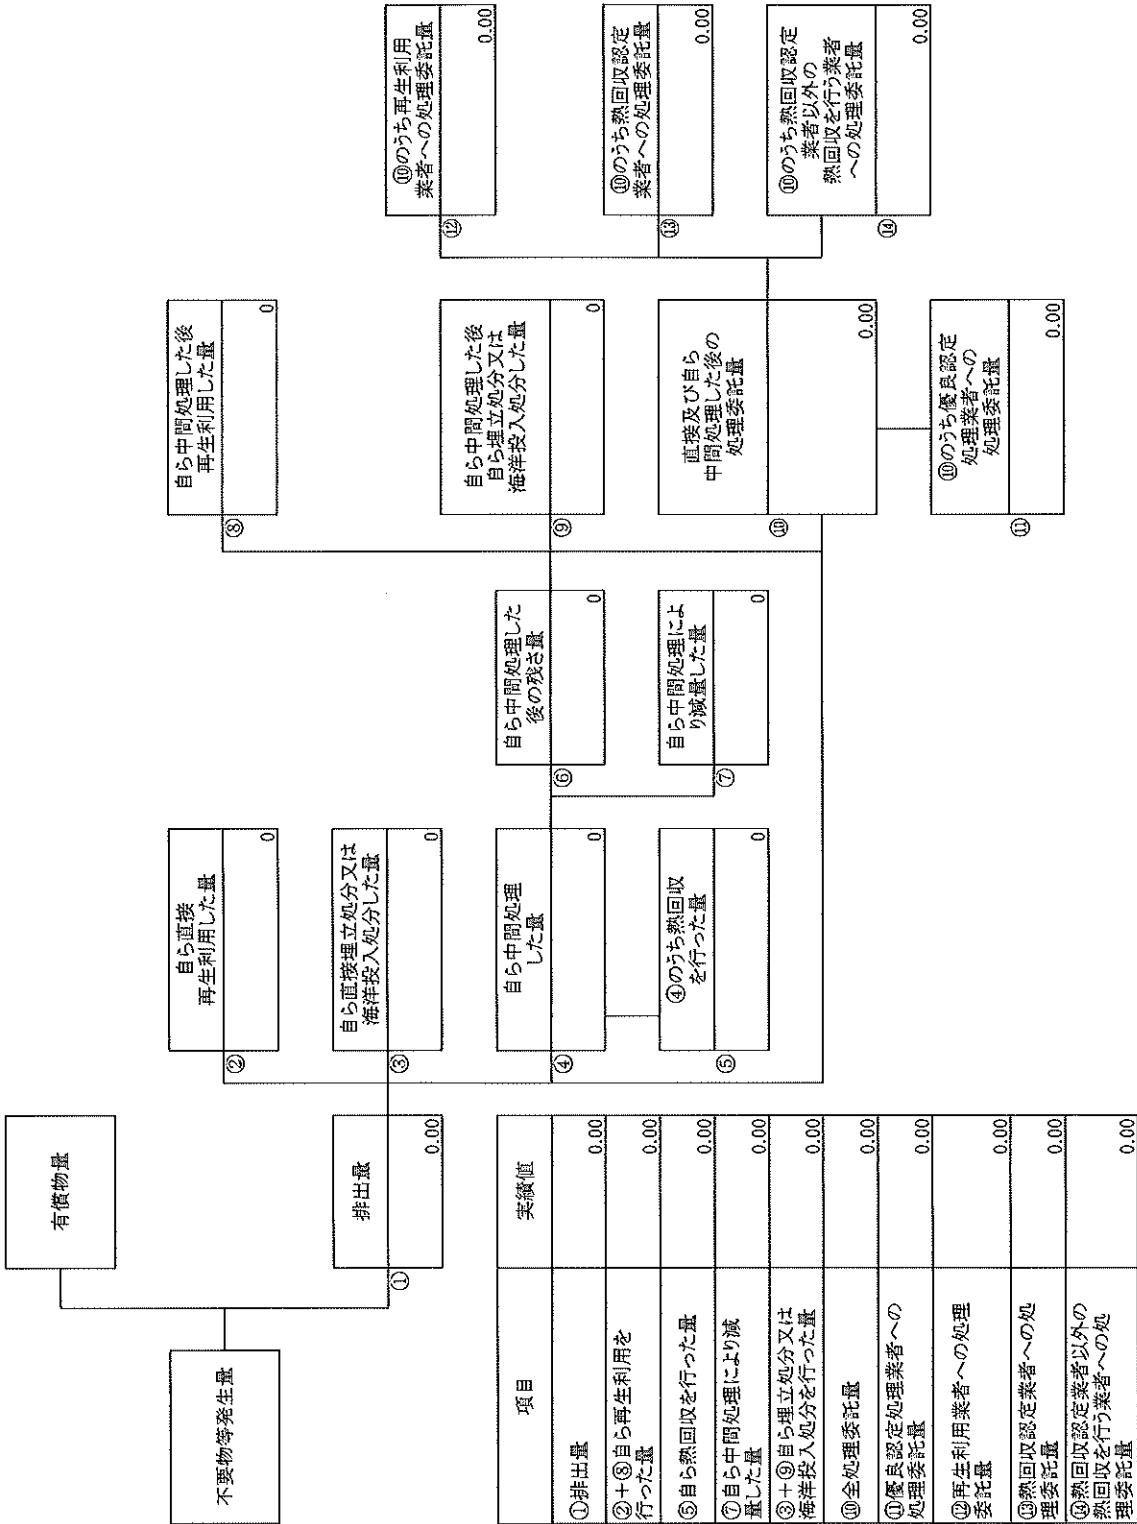 不要物等発生量
有償物量
排出量
①
0.00
自ら直接
再生利用した量
②
0
自ら直接埋立処分又は
海洋投入処分した量
③
0
自ら中間処理
した量
④
0
④のうち熱回収
を行った量
⑤
0
自ら中間処理した
後の残さ量
⑥
0
自ら中間処理によ
り減量した量
⑦
0
自ら中間処理した後
再生利用した量
⑧
0
自ら中間処理した後
自ら埋立処分又は
海洋投入処分した量
⑨
0
直接及び自ら
中間処理した後の
処理委託量
⑩
0.00
⑩のうち優良認定
処理業者への
処理委託量
⑪
0.00
⑩のうち再生利用
業者への処理委託量
⑫
0.00
⑩のうち熱回収認定
業者への処理委託量
⑬
0.00
⑩のうち熱回収認定
業者以外の
熱回収を行う業者
への処理委託量
⑭
0.00
項目 実績値
①排出量 0.00
②+⑧自ら再生利用を
行った量 0.00
⑤自ら熱回収を行った量 0.00
⑦自ら中間処理により減
量した量 0.00
③+⑨自ら埋立処分又は
海洋投入処分を行った量 0.00
⑩全処理委託量 0.00
⑪優良認定処理業者への
処理委託量 0.00
⑫再生利用業者への処理
委託量 0.00
⑬熱回収認定業者への処
理委託量 0.00
⑭熱回収認定業者以外の
熱回収を行う業者への処
理委託量 0.00